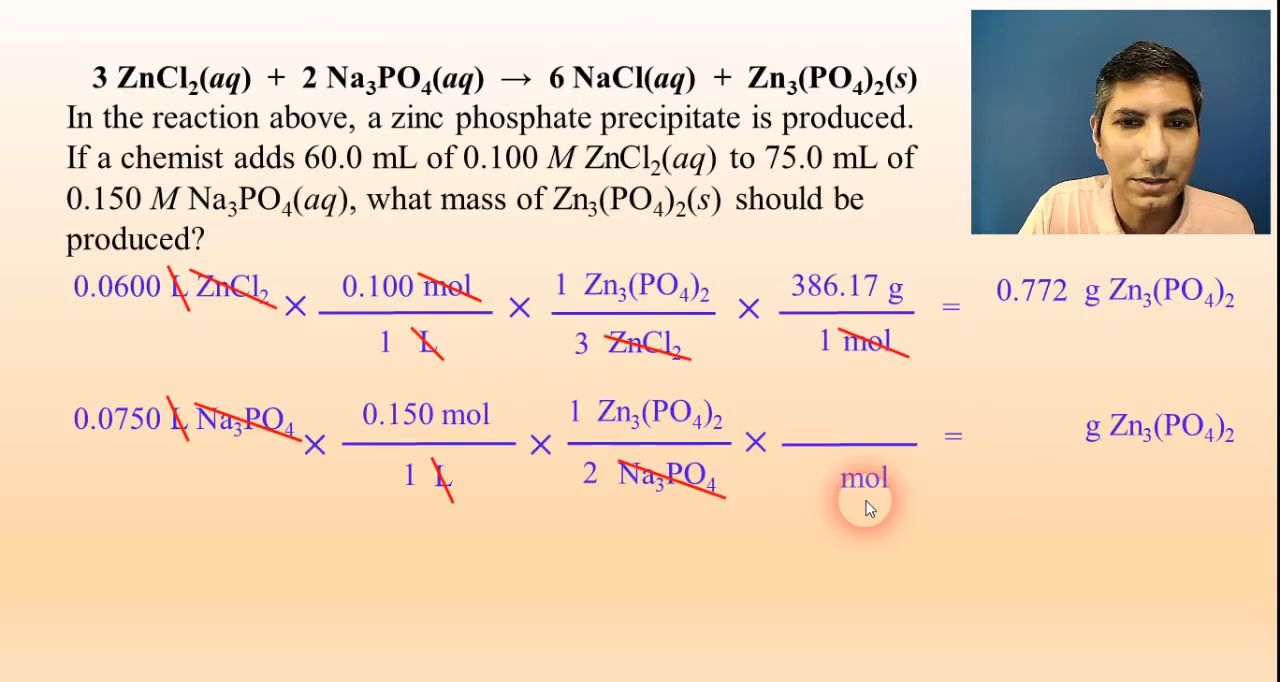 3 ZnCl₂(aq) + 2 Na₃PO₄(aq) → 6 NaCl(aq) + Zn₃(PO₄)₂(s)
In the reaction above, a zinc phosphate precipitate is produced.
If a chemist adds 60.0 mL of 0.100 M ZnCl₂(aq) to 75.0 mL of
0.150 M Na₃PO₄(aq), what mass of Zn₃(PO₄)₂(s) should be
produced?
0.0600 L ZnCl₂ × 0.100 mol / 1 L × 1 Zn₃(PO₄)₂ / 3 ZnCl₂ × 386.17 g / 1 mol = 0.772 g Zn₃(PO₄)₂
0.0750 L Na₃PO₄ × 0.150 mol / 1 L × 1 Zn₃(PO₄)₂ / 2 Na₃PO₄ × / mol = g Zn₃(PO₄)₂